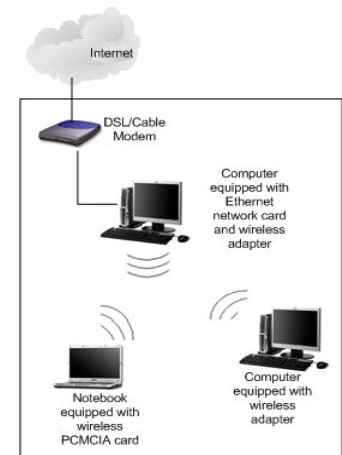 Internet
DSL/Cable
Modem
Computer
equipped with
Ethernet
network card
and wireless
adapter
Notebook
equipped with
wireless
PCMCIA card
Computer
equipped with
wireless
adapter